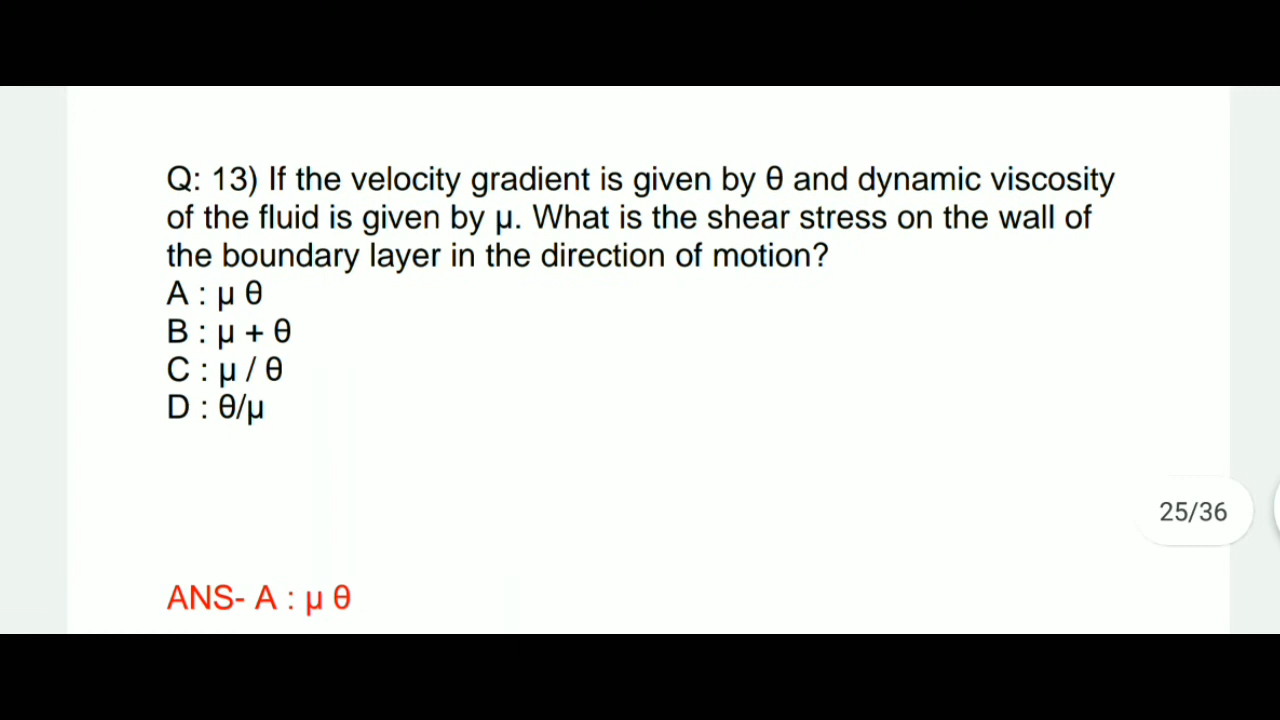 Q: 13) If the velocity gradient is given by θ and dynamic viscosity
of the fluid is given by µ. What is the shear stress on the wall of
the boundary layer in the direction of motion?
A : µ θ
B : µ + θ
C : µ / θ
D : θ/µ
25/36
ANS- A : µ θ